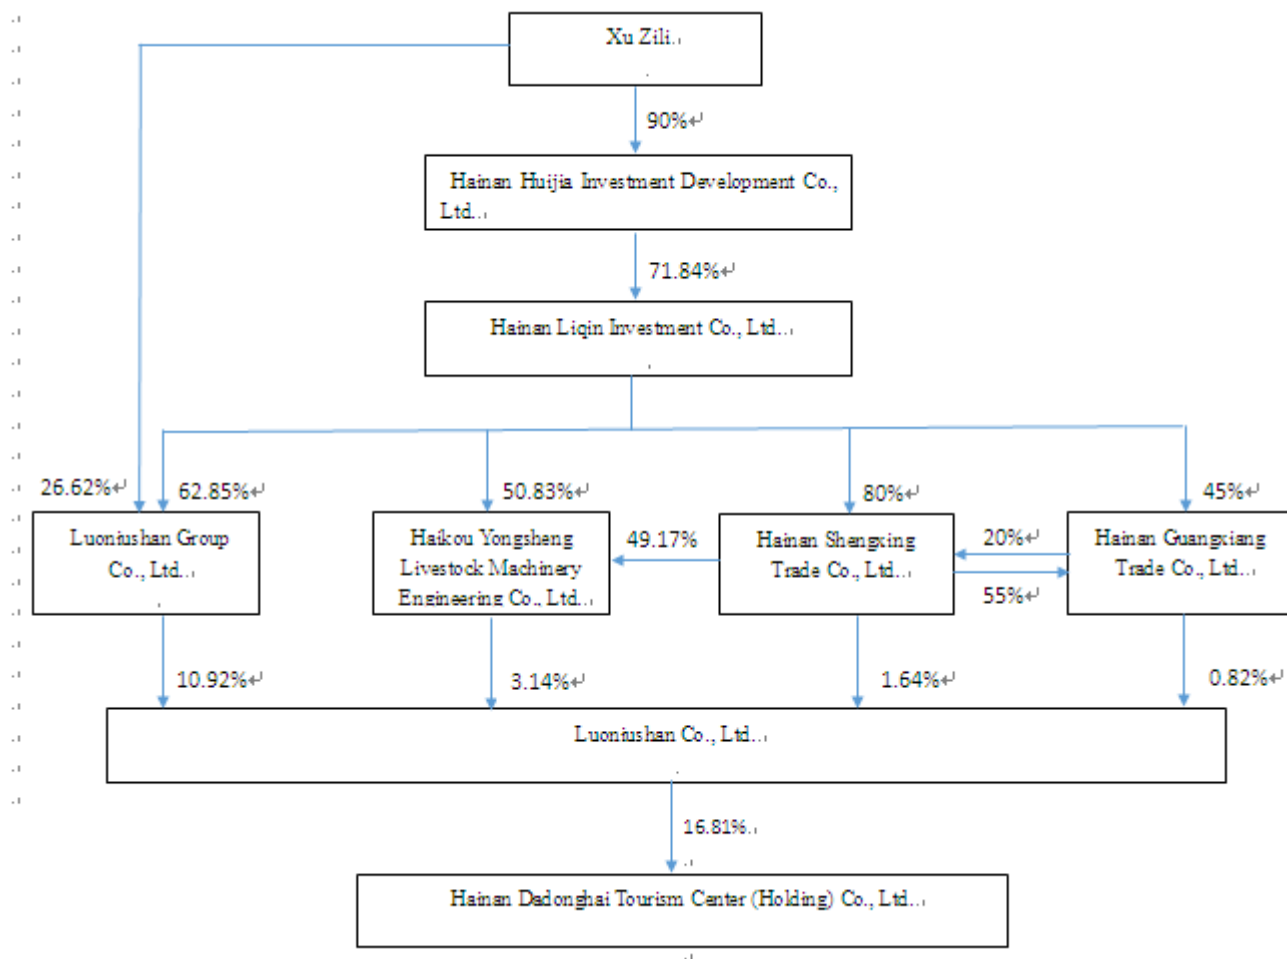 Xu Zili
90%
Hainan Huijia Investment Development Co.,
Ltd.
71.84%
Hainan Liqin Investment Co., Ltd.
26.62%
62.85%
50.83%
80%
45%
Luoniushan Group
Co., Ltd.
Haikou Yongsheng
Livestock Machinery
Engineering Co., Ltd.
49.17%
Hainan Shengxing
Trade Co., Ltd.
20%
55%
Hainan Guangxiang
Trade Co., Ltd.
10.92%
3.14%
1.64%
0.82%
Luoniushan Co., Ltd.
16.81%
Hainan Dadonghai Tourism Center (Holding) Co., Ltd.